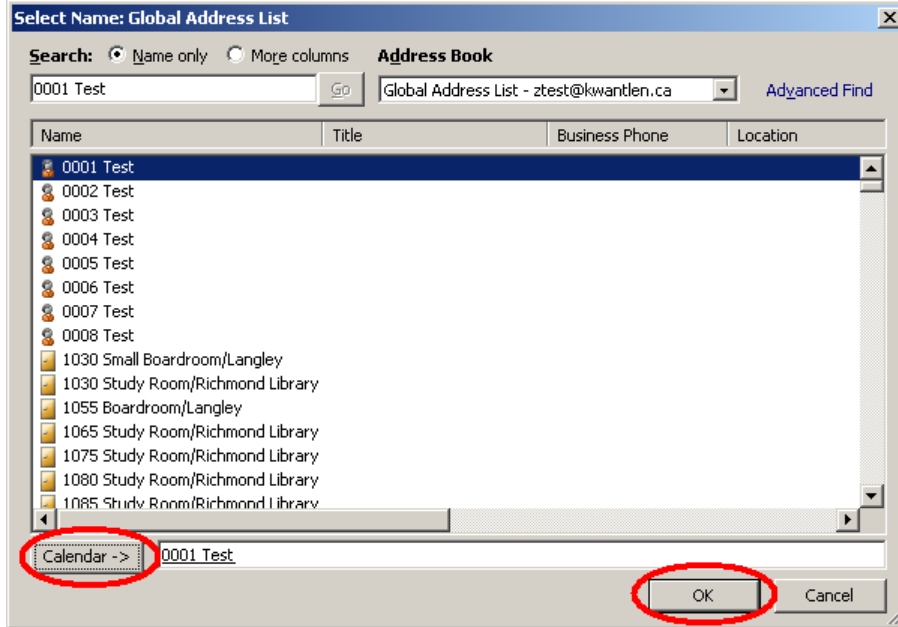 Select Name: Global Address List
Search: Name only More columns Address Book
0001 Test Go Global Address List - ztest@kwantlen.ca Advanced Find
Name Title Business Phone Location
0001 Test
0002 Test
0003 Test
0004 Test
0005 Test
0006 Test
0007 Test
0008 Test
1030 Small Boardroom/Langley
1030 Study Room/Richmond Library
1055 Boardroom/Langley
1065 Study Room/Richmond Library
1075 Study Room/Richmond Library
1080 Study Room/Richmond Library
1085 Study Room/Richmond Library
Calendar -> 0001 Test
OK Cancel